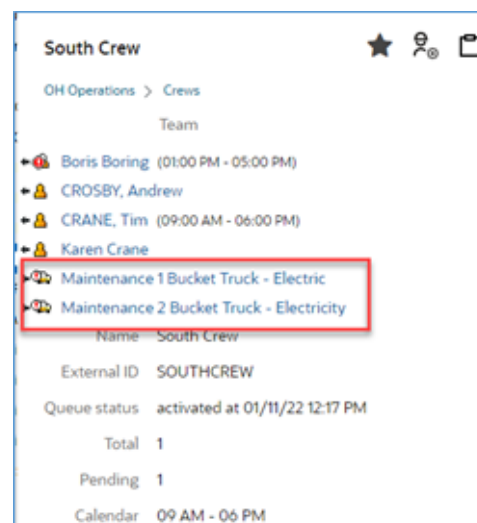 South Crew
OH Operations > Crews
Team
Boris Boring (01:00 PM - 05:00 PM)
CROSBY, Andrew
CRANE, Tim (09:00 AM - 06:00 PM)
Karen Crane
Maintenance 1 Bucket Truck - Electric
Maintenance 2 Bucket Truck - Electricity
Name South Crew
External ID SOUTHCREW
Queue status activated at 01/11/22 12:17 PM
Total 1
Pending 1
Calendar 09 AM - 06 PM